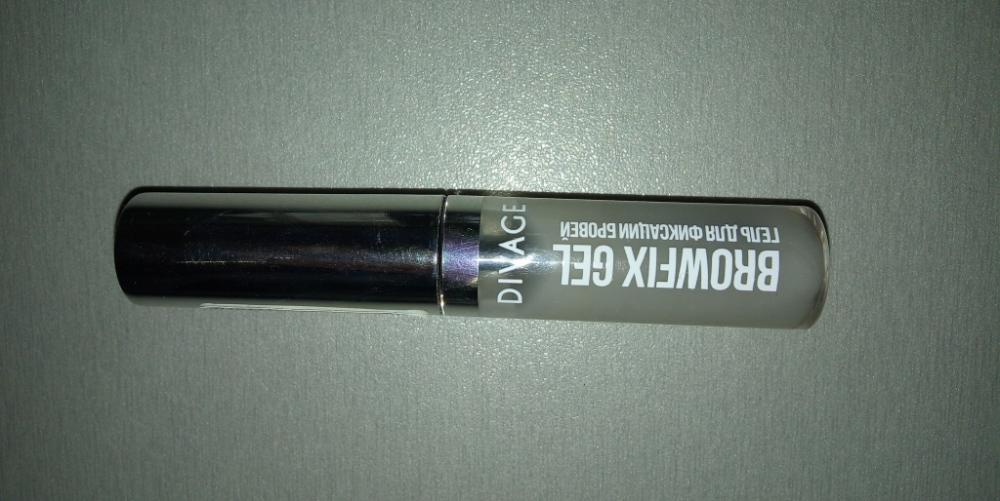 DIVAGE
BROWFIX GEL
ГЕЛЬ ДЛЯ ФИКСАЦИИ БРОВЕЙ